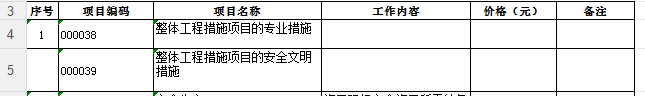 3 序号 项目编码 项目名称 工作内容 价格（元） 备注
4 1 000038 整体工程措施项目的专业措施
5 000039 整体工程措施项目的安全文明
措施